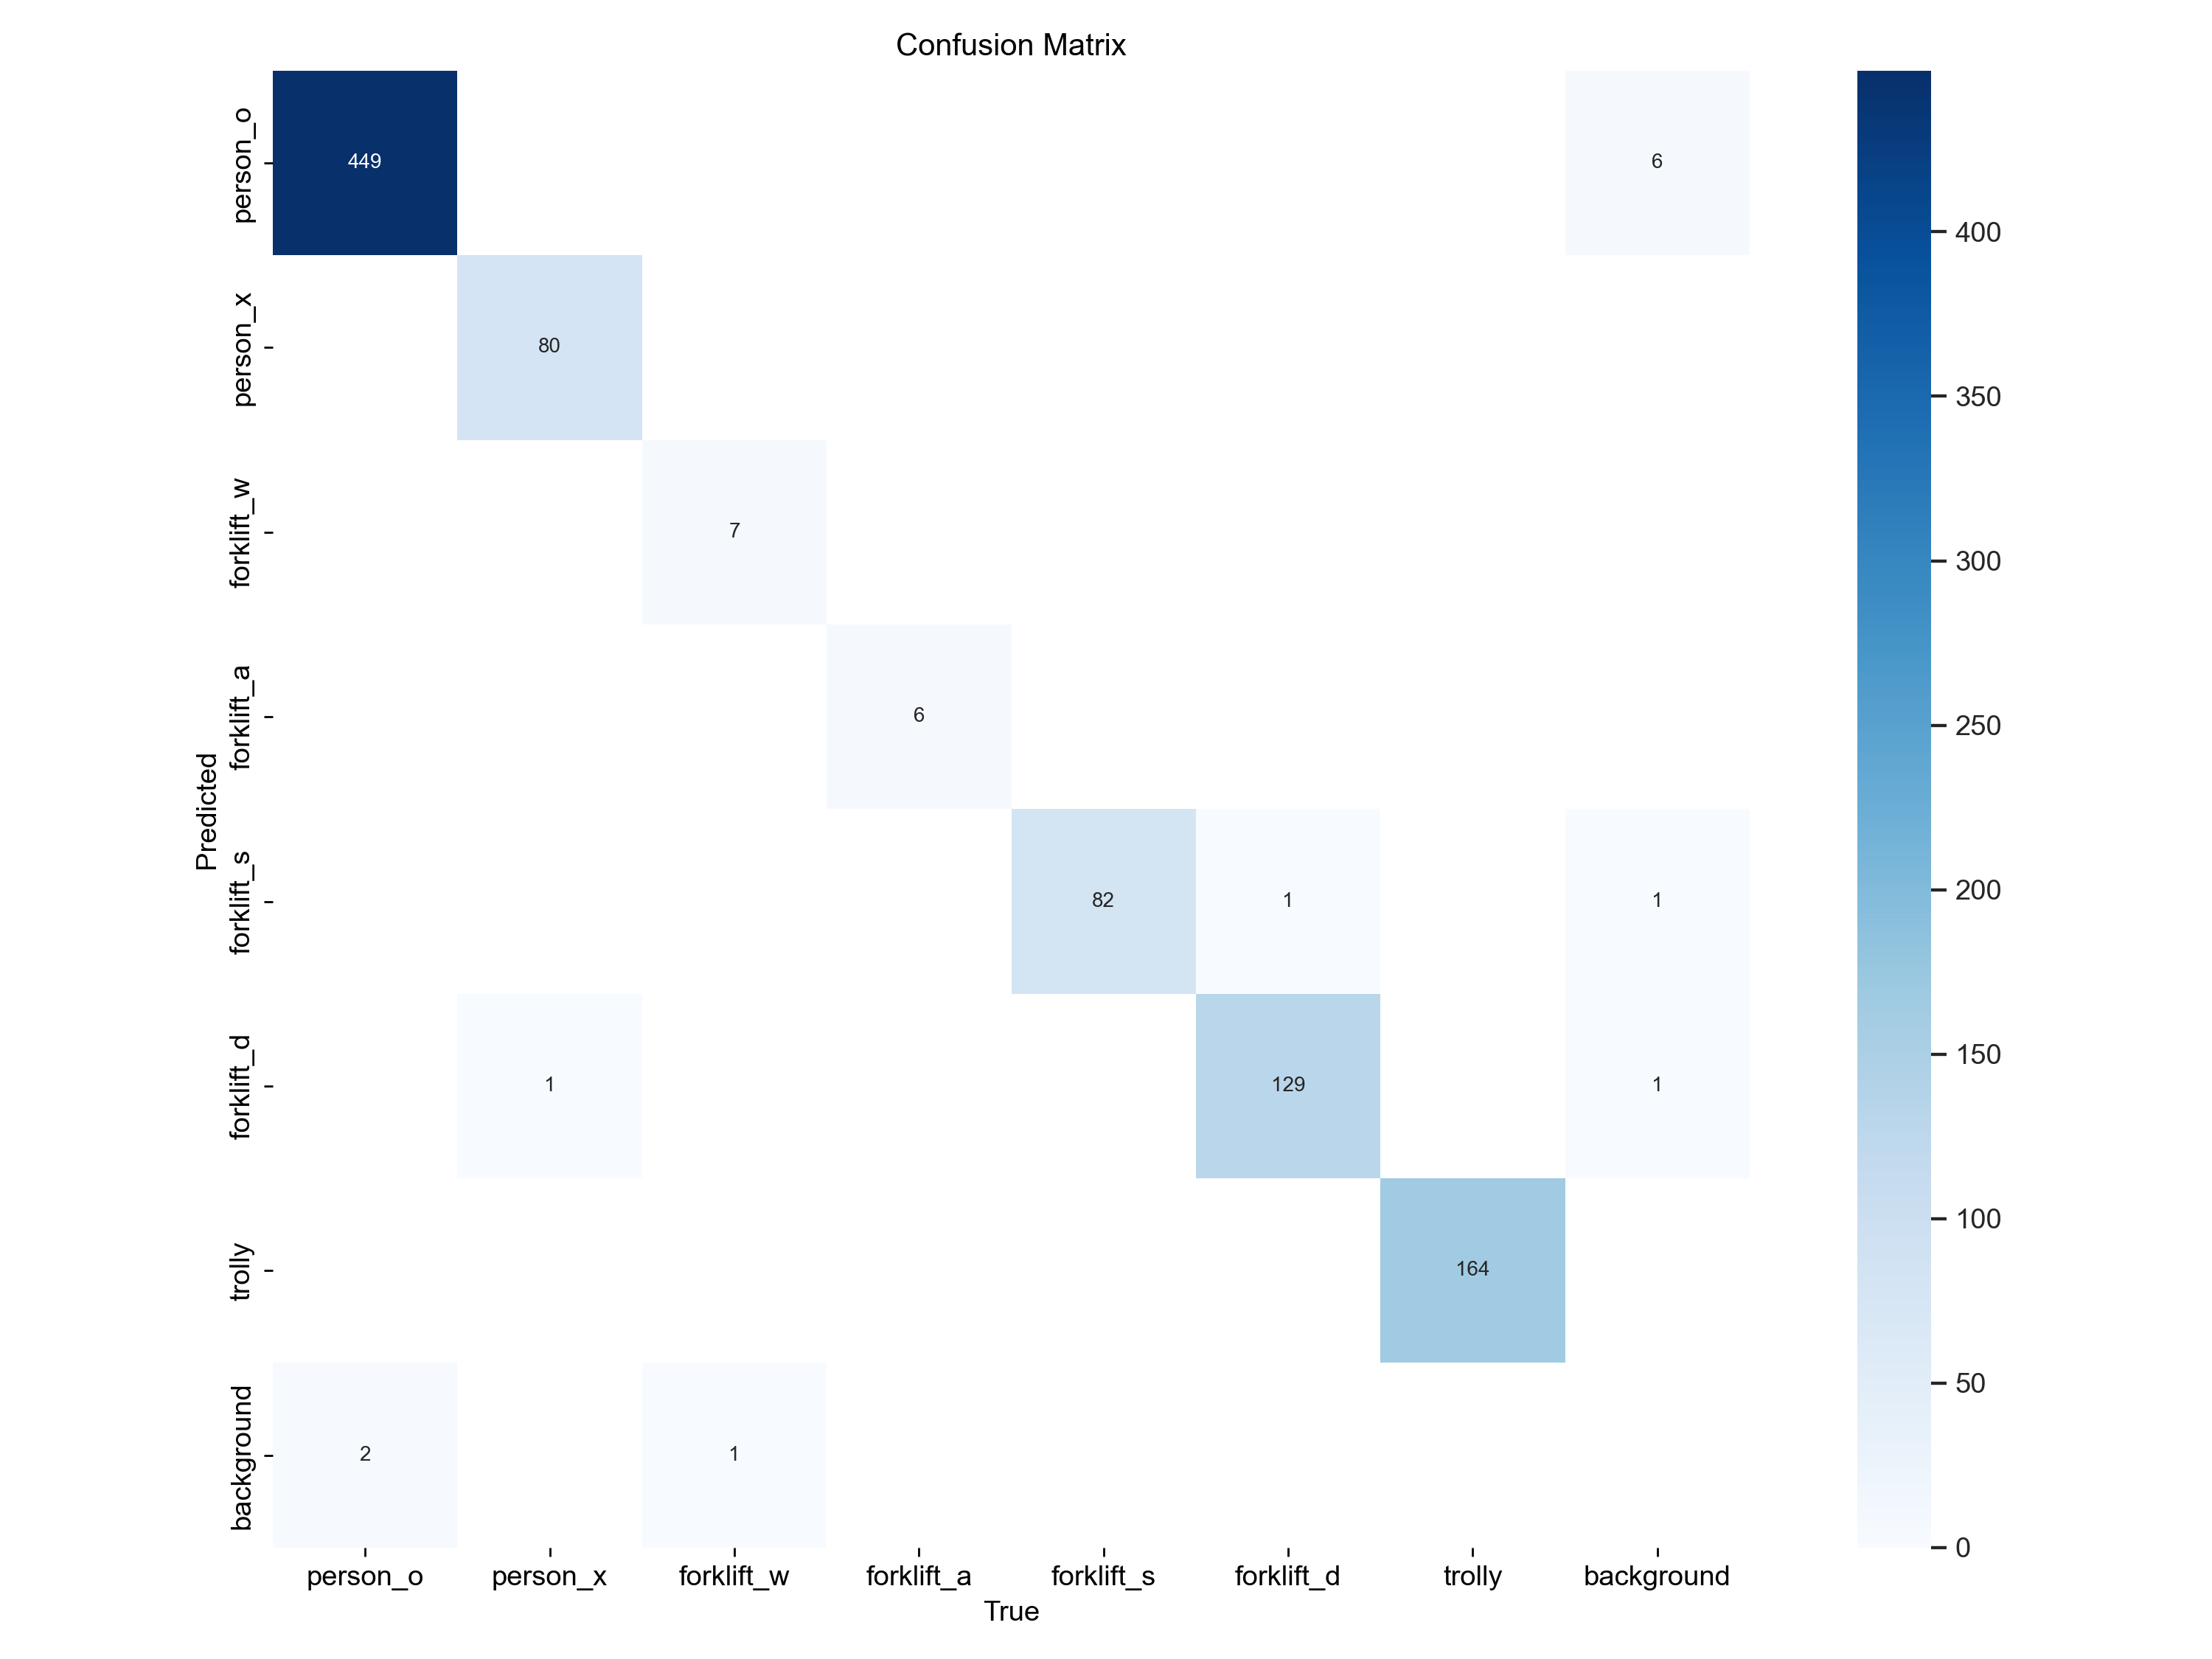 Confusion Matrix
person_o
449
6
400
person_x
80
350
forklift_w
7
300
forklift_a
6
250
Predicted
forklift_s
82
1
1
200
forklift_d
1
129
1
150
trolly
164
100
background
2
1
50
0
person_o person_x forklift_w forklift_a forklift_s forklift_d trolly background
True